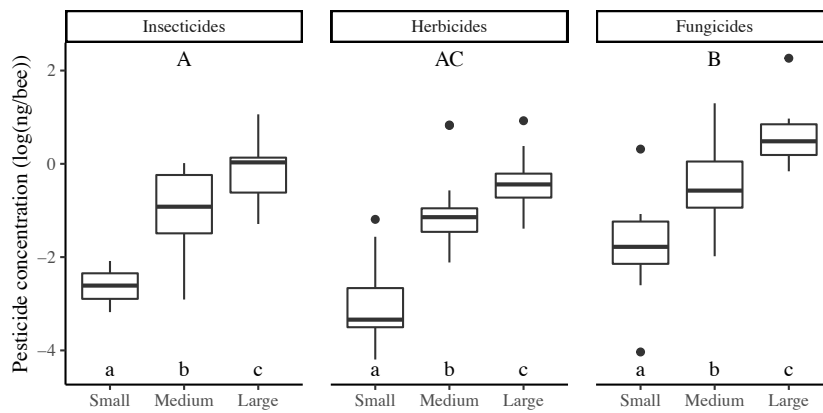 Insecticides Herbicides Fungicides
A AC B
Pesticide concentration (log(ng/bee))
2
0
−2
−4
a b c a b c a b c
Small Medium Large Small Medium Large Small Medium Large